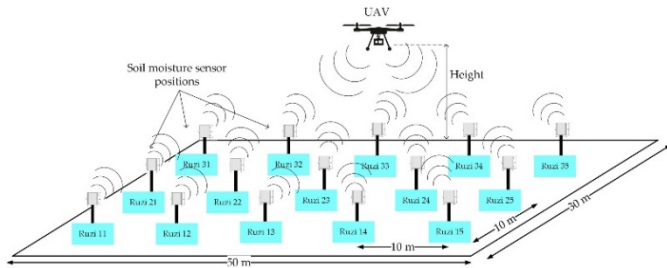 UAV
Soil moisture sensor
positions
Height
Ruzi 31
Ruzi 32
Ruzi 33
Ruzi 34
Ruzi 35
Ruzi 21
Ruzi 22
Ruzi 23
Ruzi 24
Ruzi 25
Ruzi 11
Ruzi 12
Ruzi 13
Ruzi 14
Ruzi 15
10 m
10 m
30 m
50 m